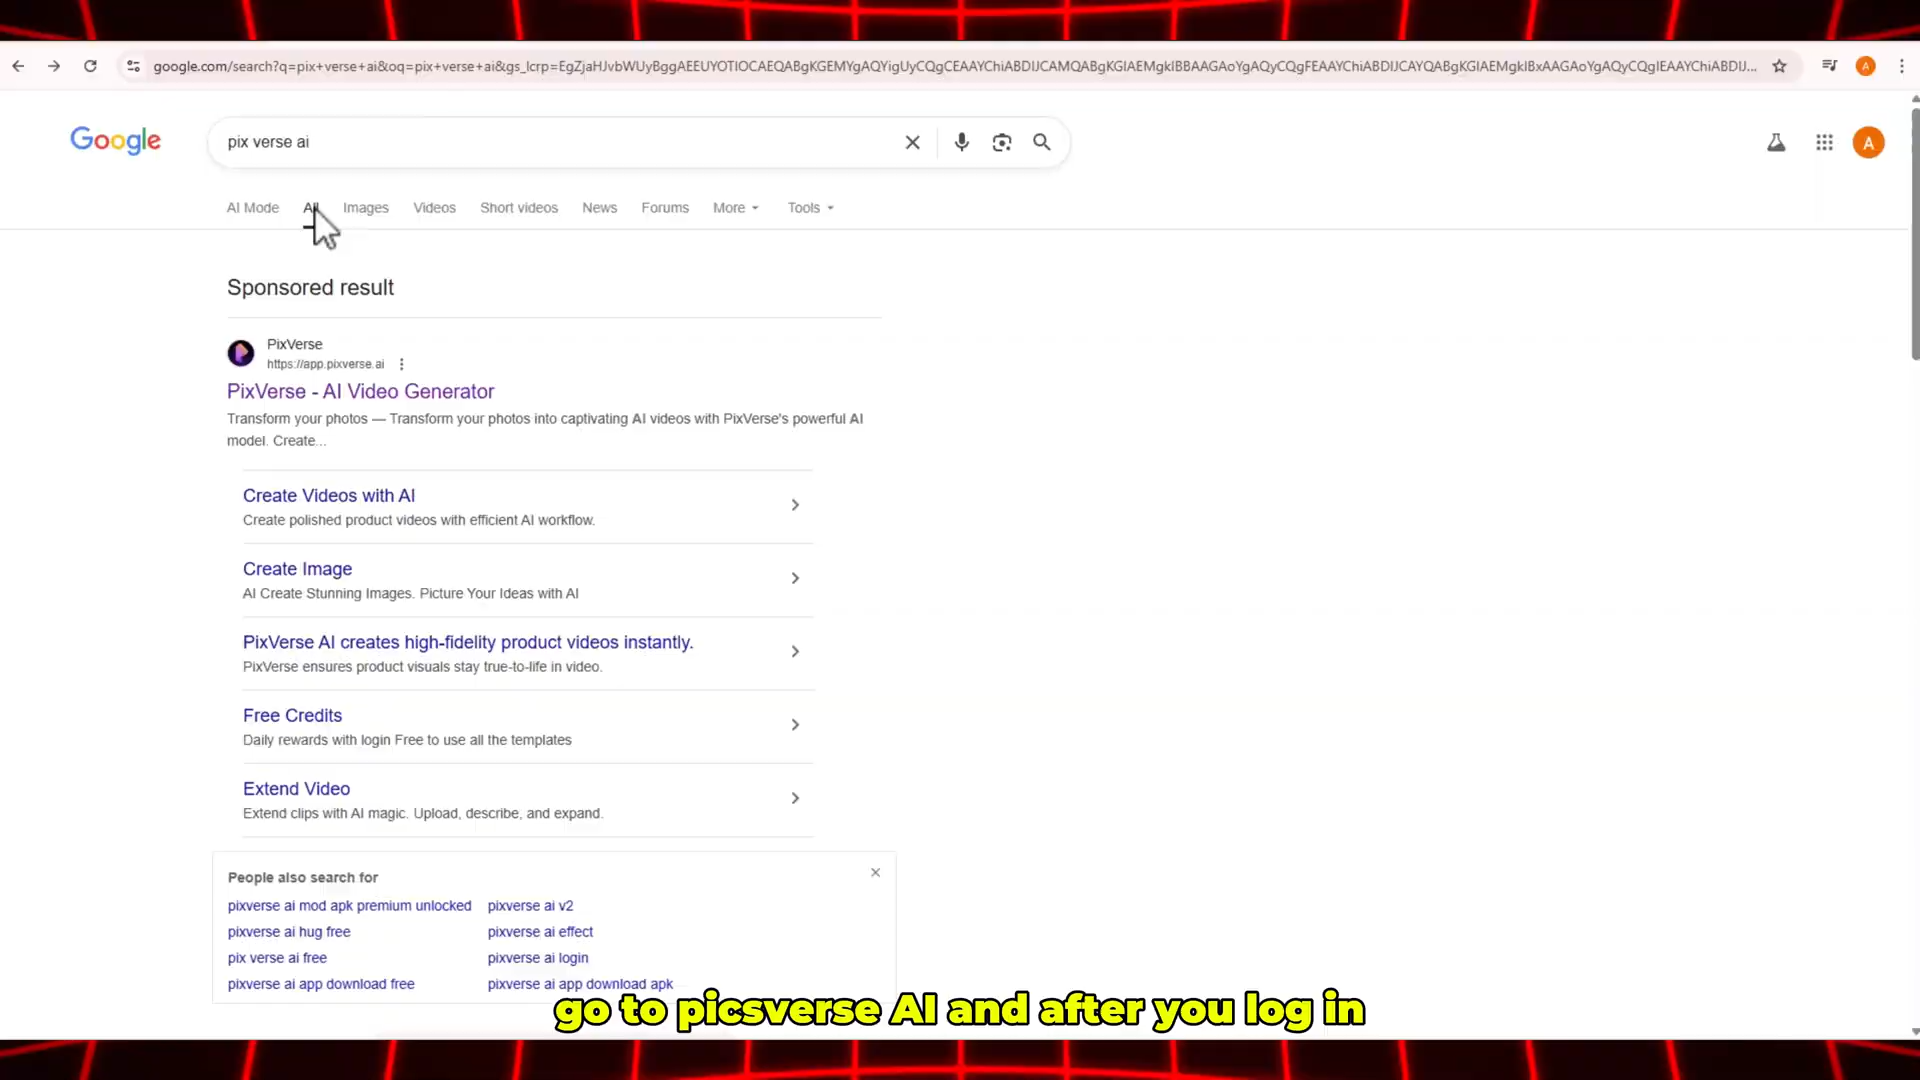 google.com/search?q=pix+verse+ai&oq=pix+verse+ai&gs_lcrp=EgZjaHJvbWUyBggAEEUYOTIOCAEQABgKGEMYgAQYigUyCQgCEAAYChiABDIJCAMQABgKGIAEMgkIBBAAGAoYgAQyCQgFEAAYChiABDIJCAYQABgKGIAEMgkIBxAAGAoYgAQyCQgIEAAYChiABDIJ...
A
Google
pix verse ai
A
AI Mode All Images Videos Short videos News Forums More Tools
Sponsored result
PixVerse
https://app.pixverse.ai
PixVerse - AI Video Generator
Transform your photos — Transform your photos into captivating AI videos with PixVerse's powerful AI
model. Create...
Create Videos with AI
Create polished product videos with efficient AI workflow.
Create Image
AI Create Stunning Images. Picture Your Ideas with AI
PixVerse AI creates high-fidelity product videos instantly.
PixVerse ensures product visuals stay true-to-life in video.
Free Credits
Daily rewards with login Free to use all the templates
Extend Video
Extend clips with AI magic. Upload, describe, and expand.
People also search for
pixverse ai mod apk premium unlocked pixverse ai v2
pixverse ai hug free pixverse ai effect
pix verse ai free pixverse ai login
pixverse ai app download free pixverse ai app download apk
go to picsverse AI and after you log in